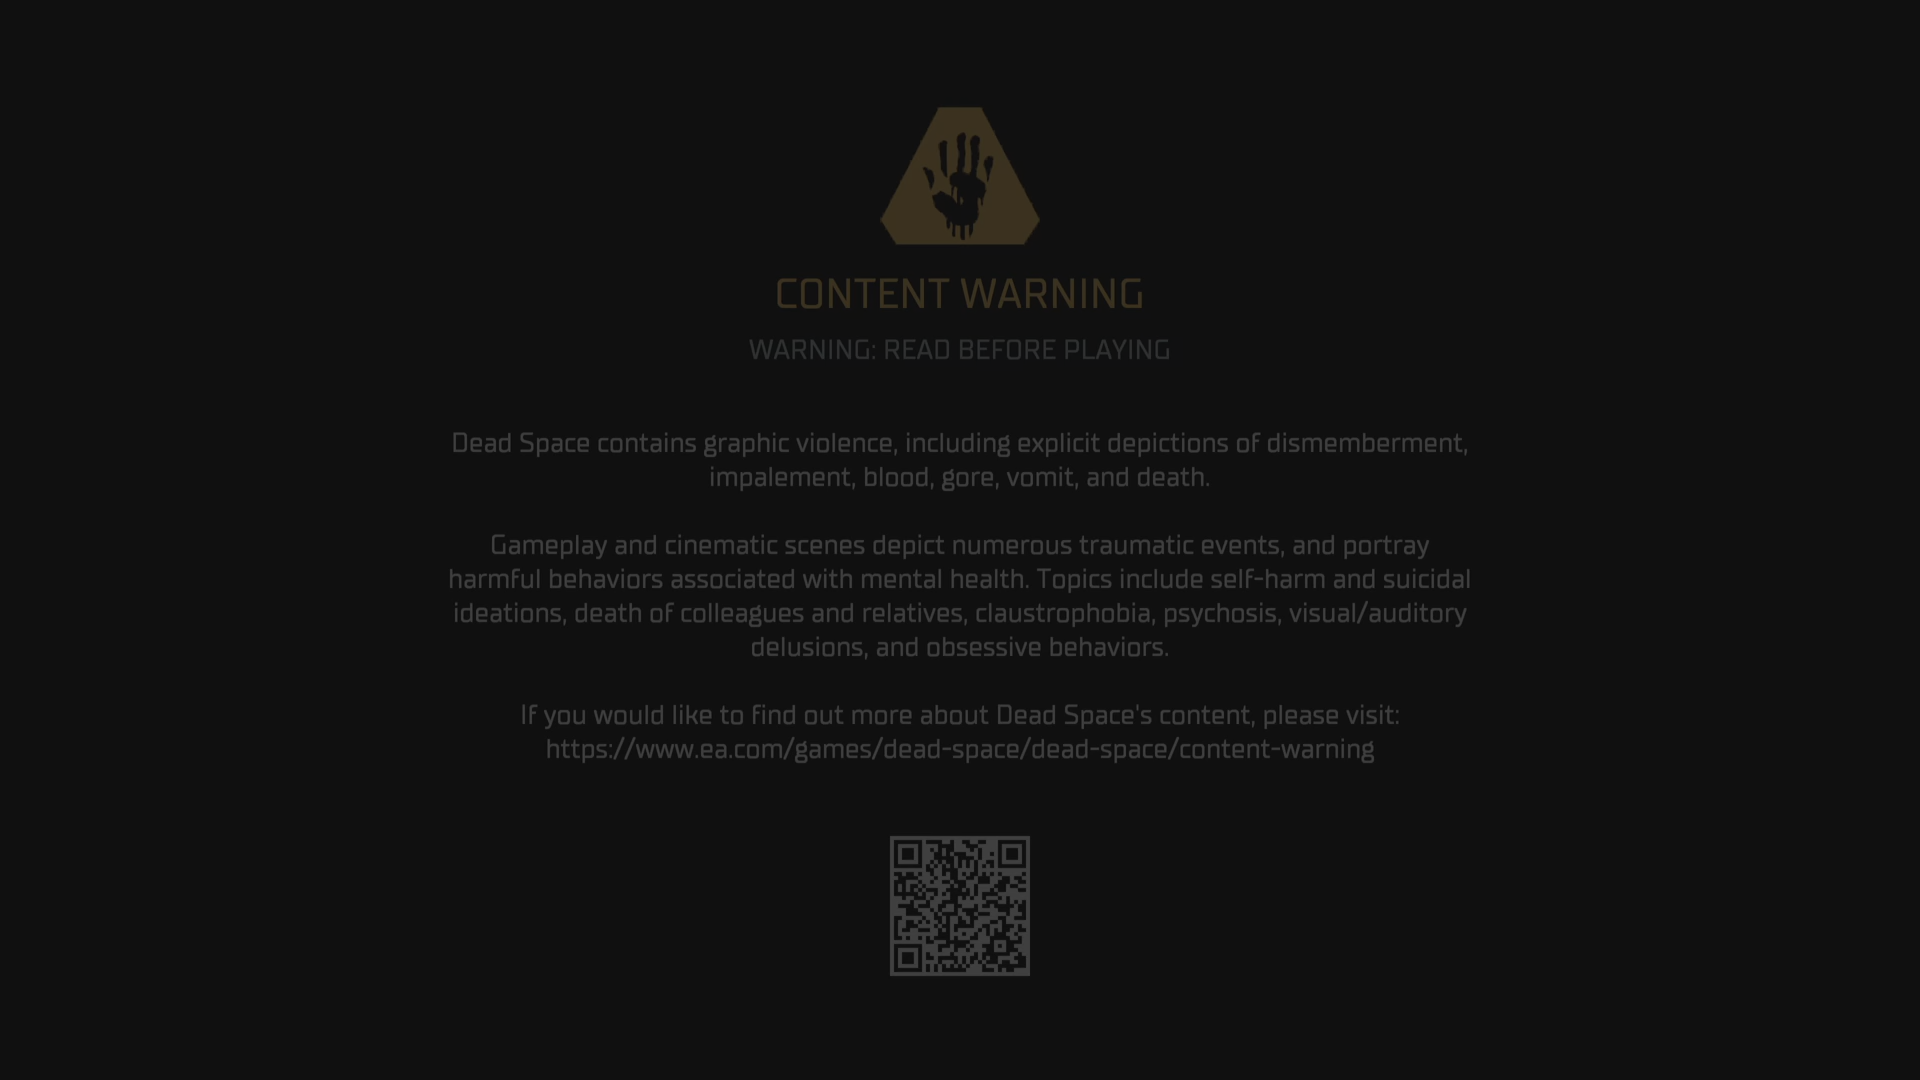 CONTENT WARNING
WARNING: READ BEFORE PLAYING
Dead Space contains graphic violence, including explicit depictions of dismemberment,
impalement, blood, gore, vomit, and death.
Gameplay and cinematic scenes depict numerous traumatic events, and portray
harmful behaviors associated with mental health. Topics include self-harm and suicidal
ideations, death of colleagues and relatives, claustrophobia, psychosis, visual/auditory
delusions, and obsessive behaviors.
If you would like to find out more about Dead Space's content, please visit:
https://www.ea.com/games/dead-space/dead-space/content-warning